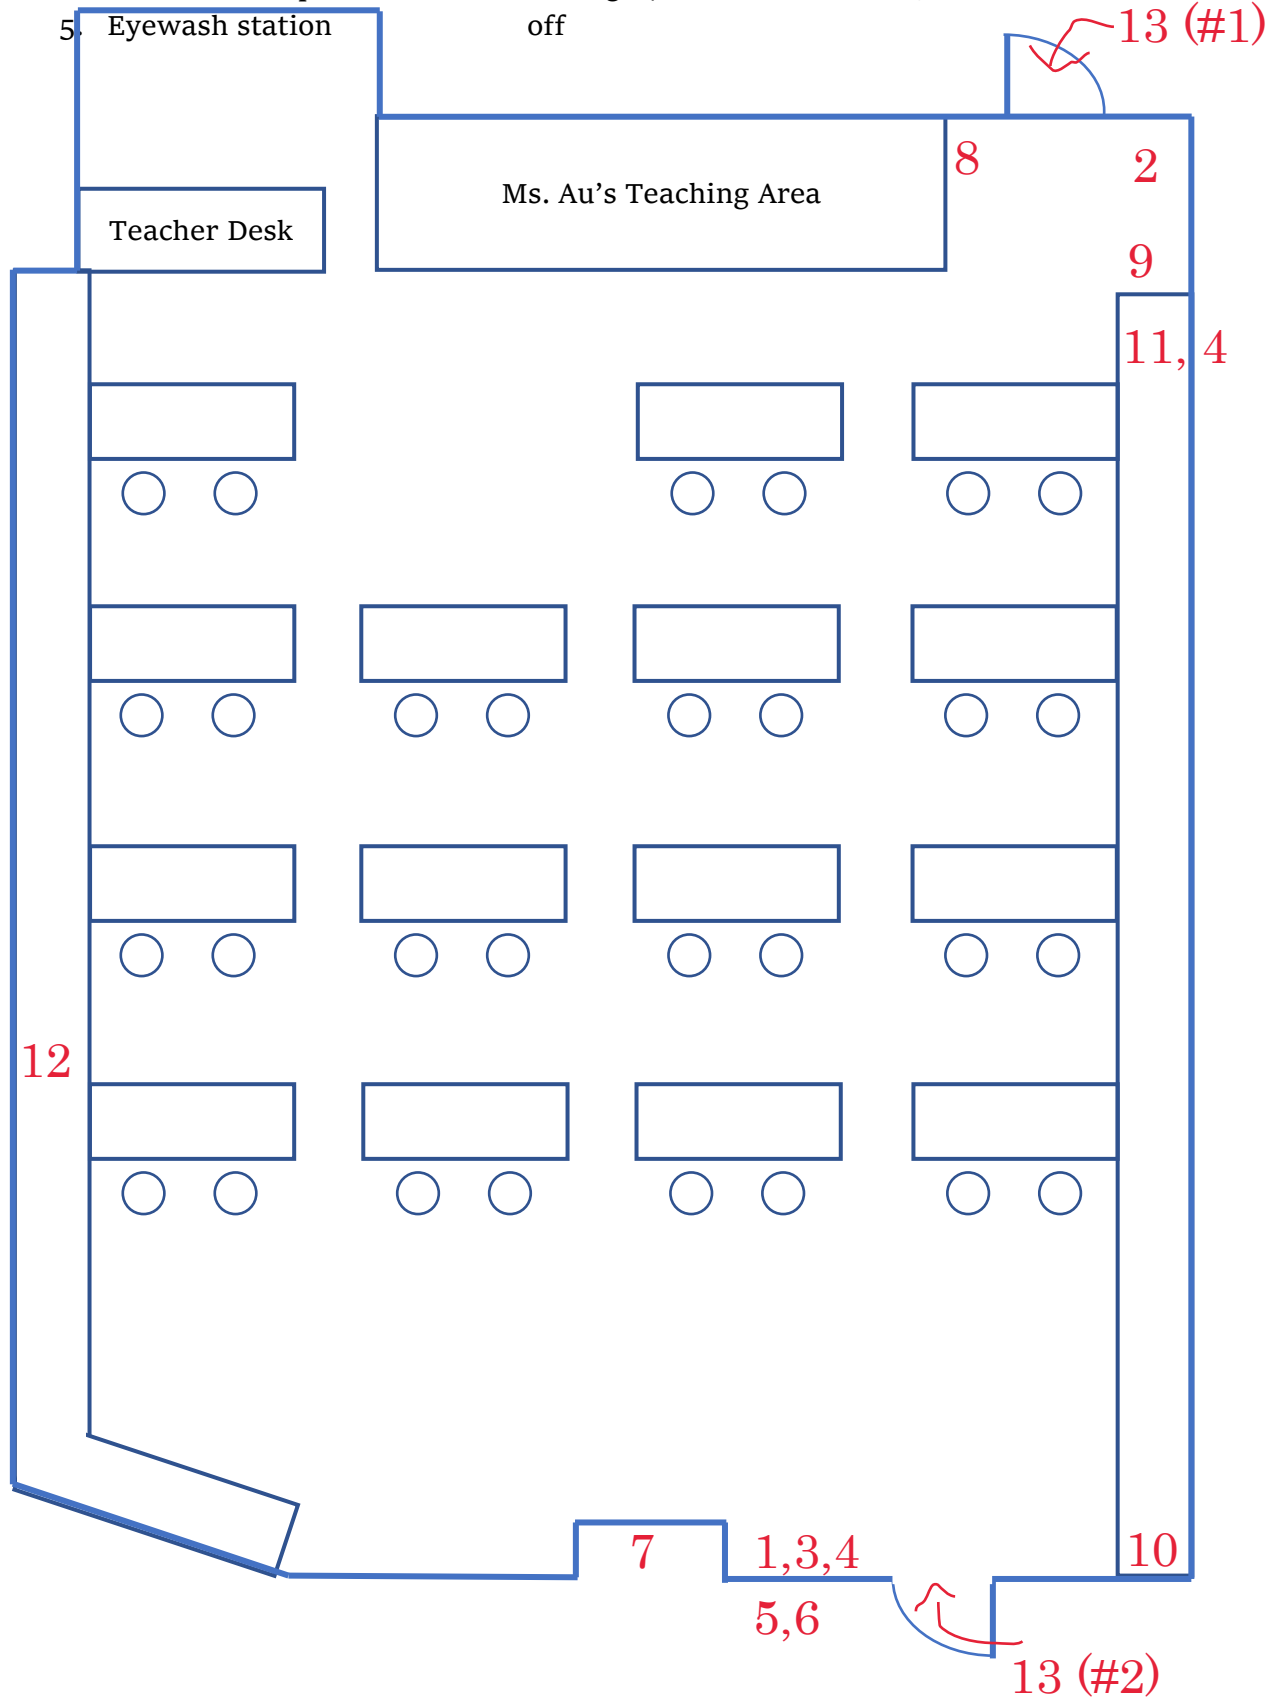 5. Eyewash station off
13 (#1)
8 2
Ms. Au’s Teaching Area
Teacher Desk
9
11, 4
12
7 1,3,4 10
5,6
13 (#2)